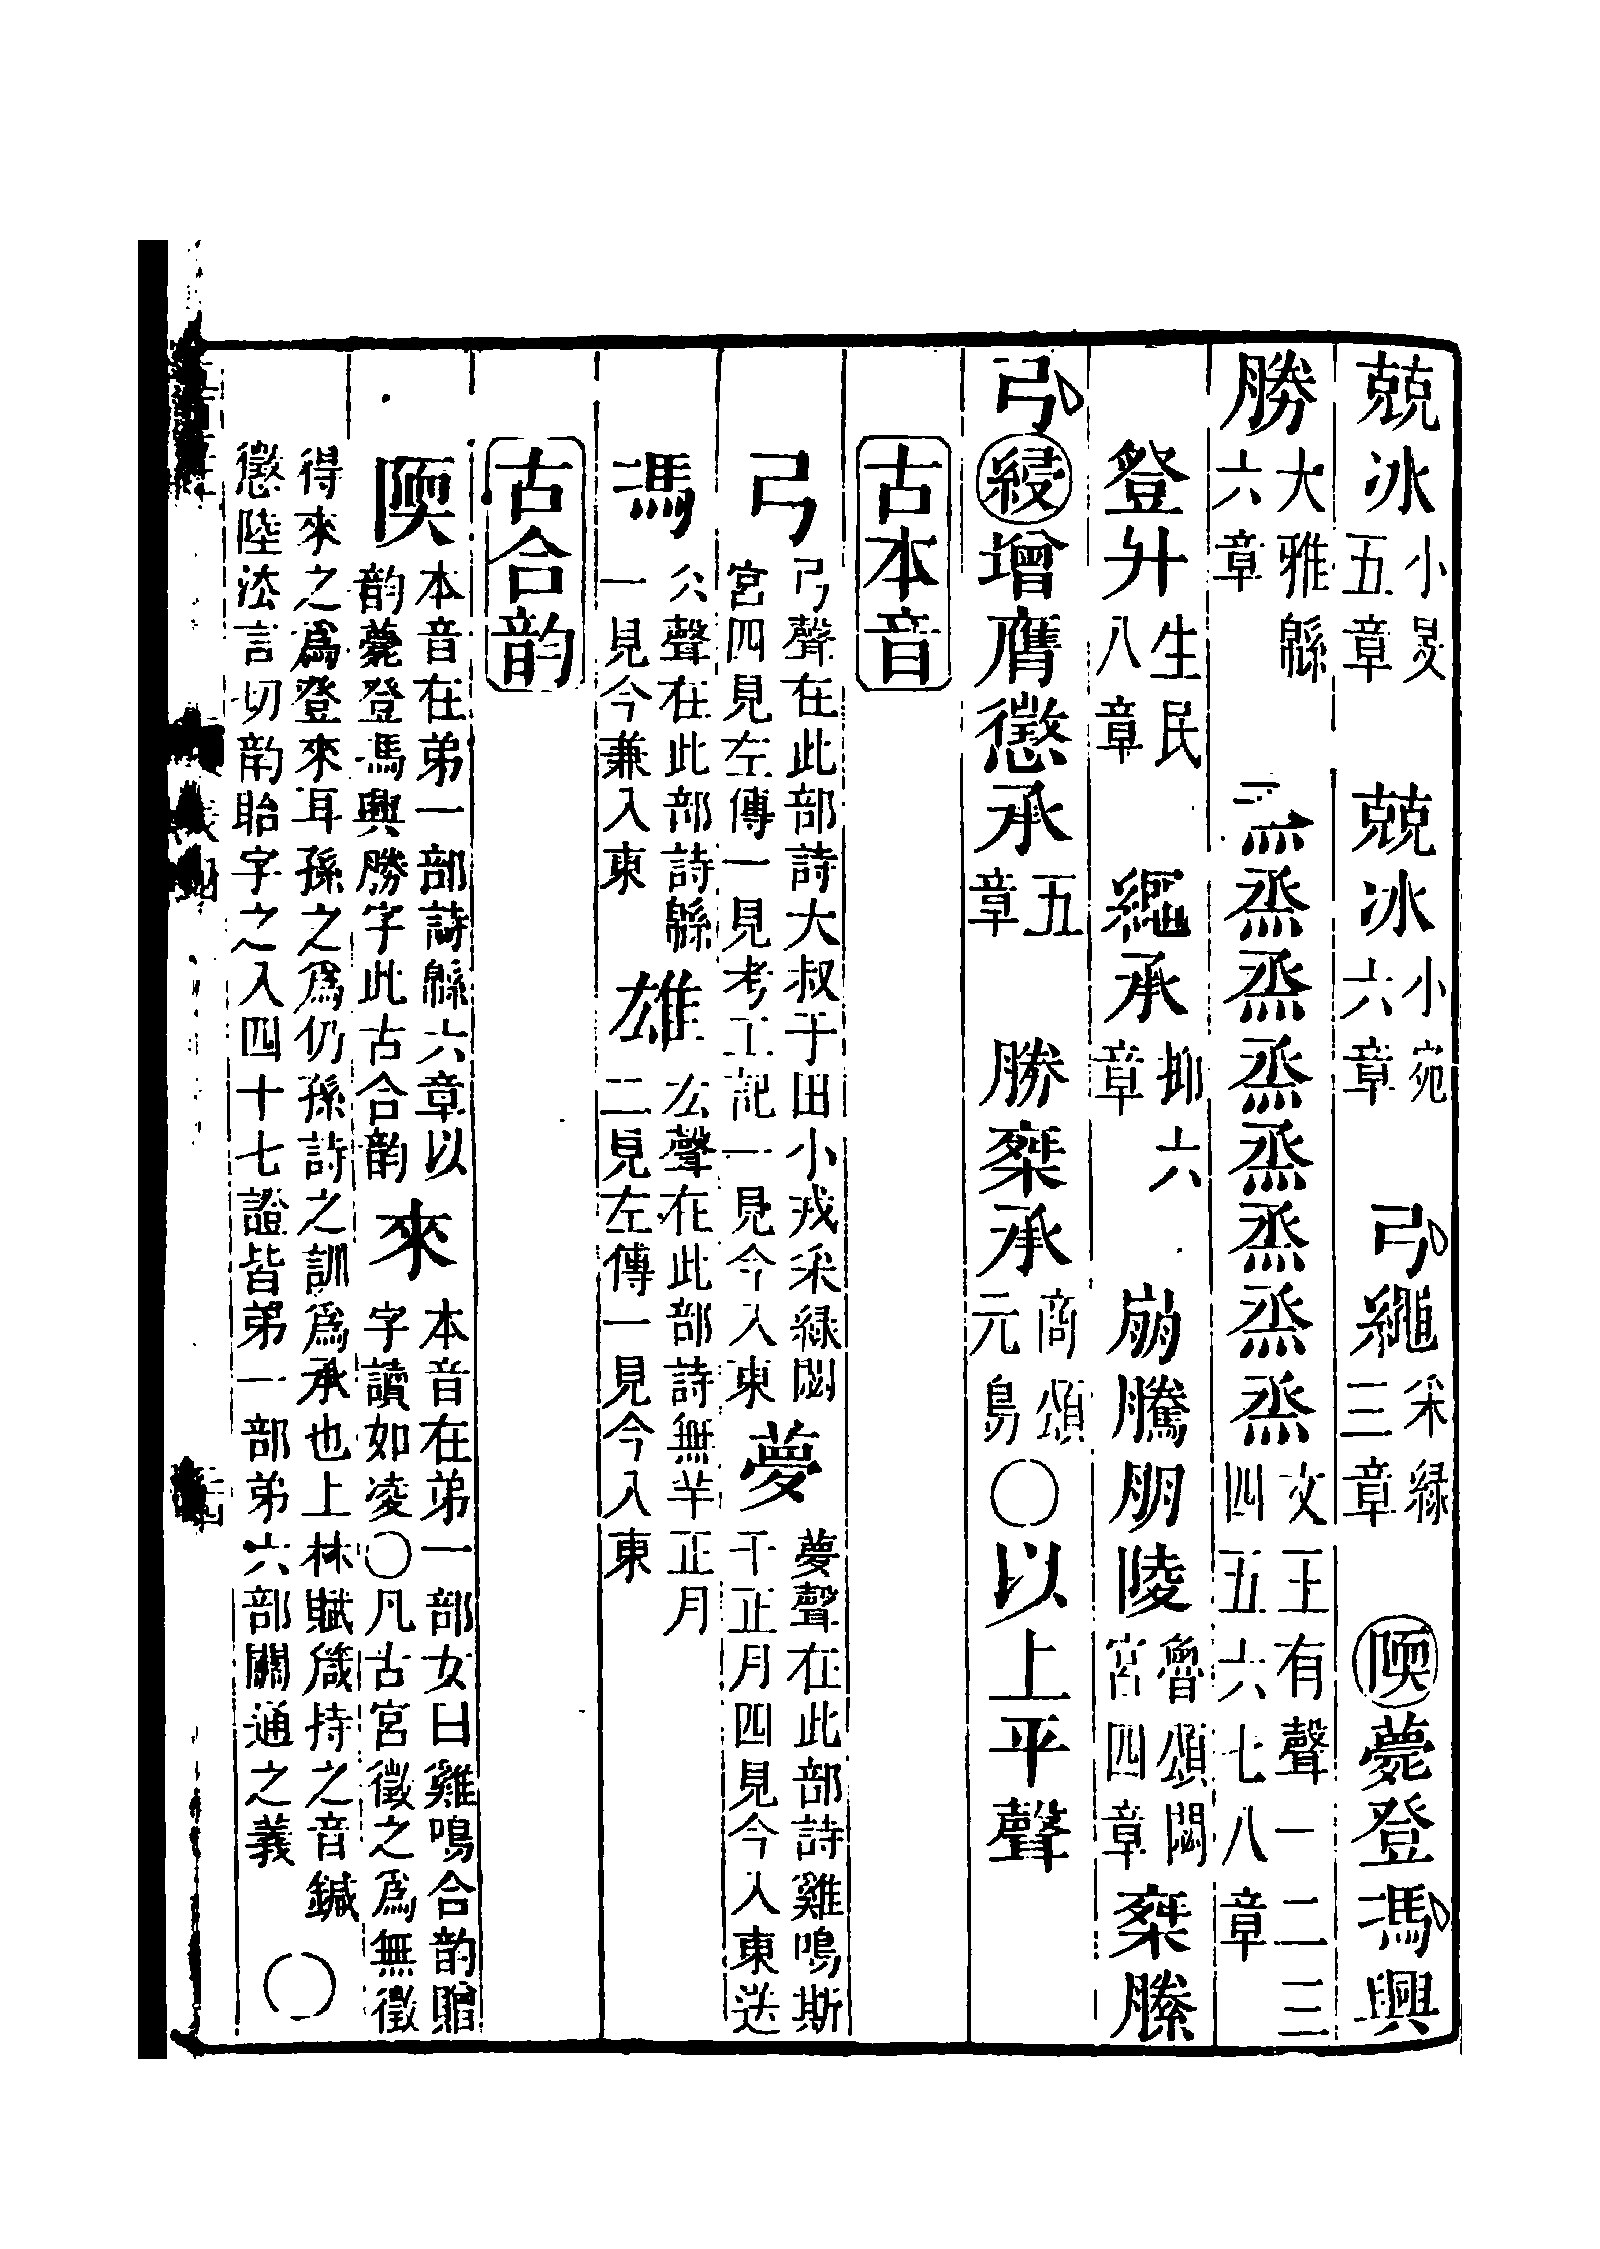 兢冰小旻五章　兢冰小宛六章　弓繩采綠三章　陾薨登馮興
勝大雅緜六章　烝烝烝烝烝烝烝烝文王有聲一二三四五六七八章
登升生民八章　繩承抑六章　崩騰朋陵魯頌閟宮四章　椉縢
弓綅增膺懲承五章　勝椉承商頌元鳥○以上平聲
古本音
弓弓聲在此部詩大叔于田小戎采綠閟宮四見左傳一見考工記一見今入東　夢夢聲在此部詩雞鳴斯干正月四見今入東送
馮仌聲在此部詩緜一見今兼入東　雄厷聲在此部詩無羊正月二見左傳一見今入東
古合韵
陾本音在弟一部詩緜六章以韵薨登馮興勝字此古合韵　來本音在弟一部女曰雞鳴合韵贈字讀如凌○凡古宮徵之爲無徵
得來之爲登來耳孫之爲仍孫詩之訓爲承也上林賦葴持之音鍼懲陸法言切韵眙字之入四十七證皆弟一部弟六部關通之義○